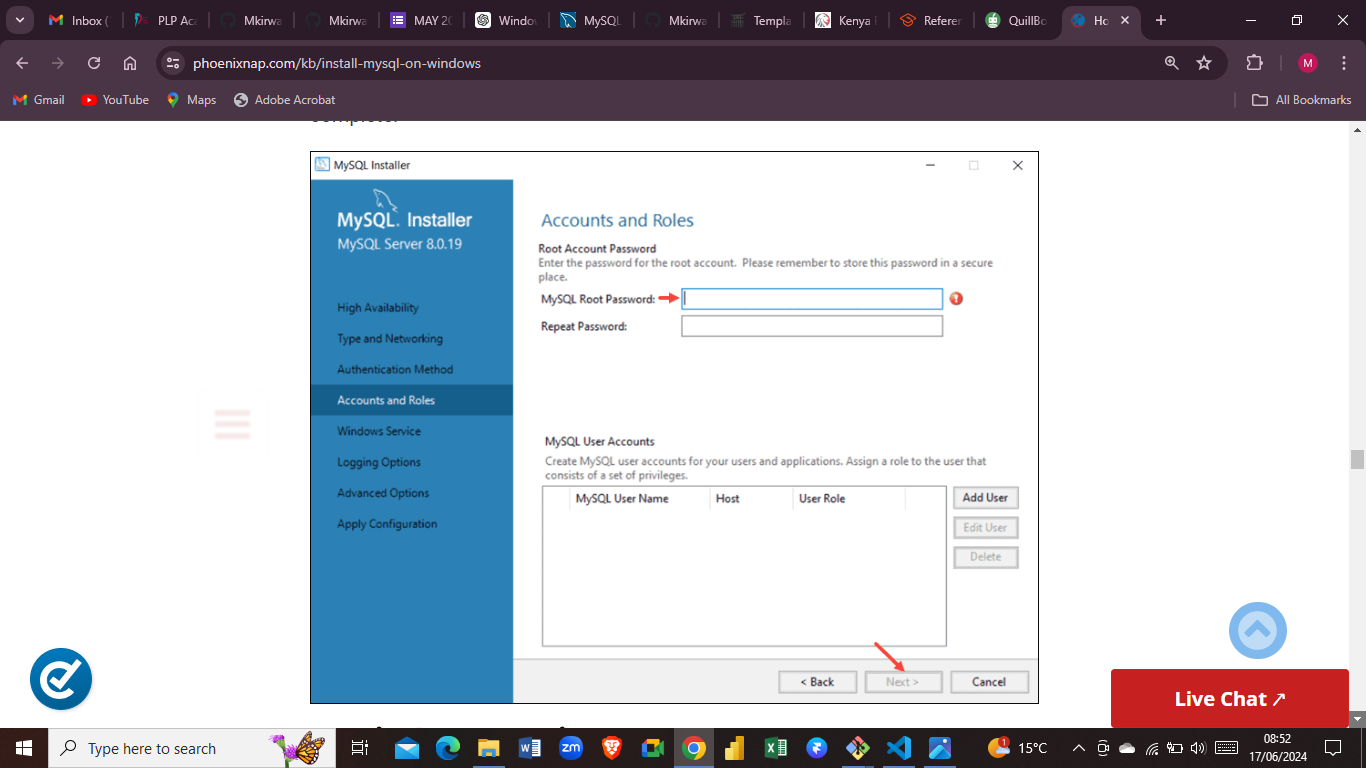 Inbox (
PLP Aca
Mkirwa
Mkirwa
MAY 20
Window
MySQL
Mkirwa
Templa
Kenya
Referen
QuillBo
Ho
phoenixnap.com/kb/install-mysql-on-windows
M
Gmail
YouTube
Maps
Adobe Acrobat
All Bookmarks
MySQL Installer
MySQL. Installer
MySQL Server 8.0.19
High Availability
Type and Networking
Authentication Method
Accounts and Roles
Windows Service
Logging Options
Advanced Options
Apply Configuration
Accounts and Roles
Root Account Password
Enter the password for the root account. Please remember to store this password in a secure
place.
MySQL Root Password:
Repeat Password:
MySQL User Accounts
Create MySQL user accounts for your users and applications. Assign a role to the user that
consists of a set of privileges.
MySQL User Name Host User Role
Add User
Edit User
Delete
< Back Next > Cancel
Live Chat ↗
Type here to search
zm
1
15°C
08:52
17/06/2024